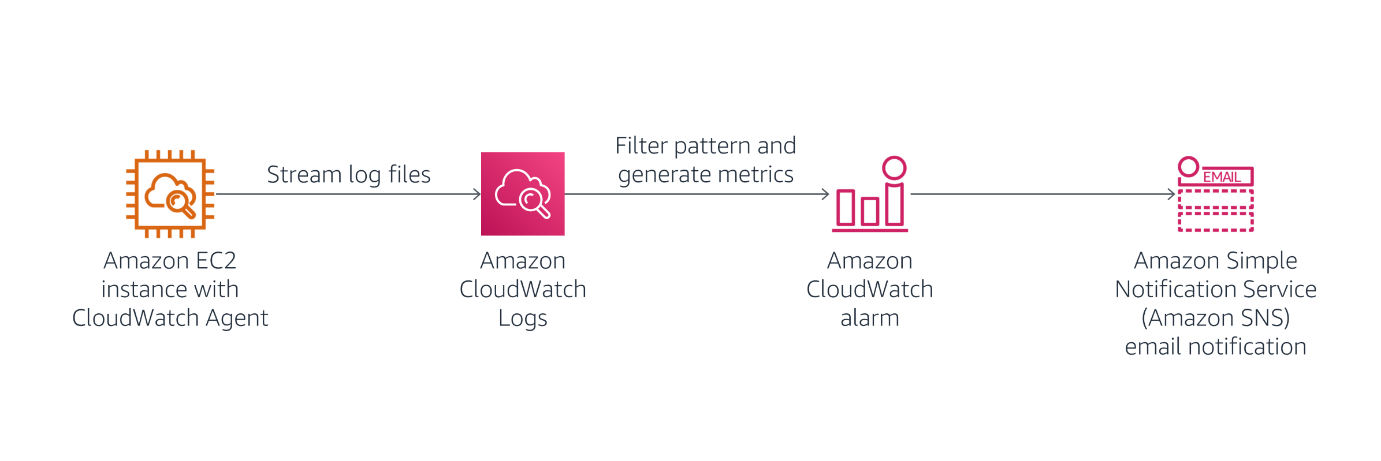 Stream log files
Filter pattern and
generate metrics
EMAIL
Amazon EC2
instance with
CloudWatch Agent
Amazon
CloudWatch
Logs
Amazon
CloudWatch
alarm
Amazon Simple
Notification Service
(Amazon SNS)
email notification